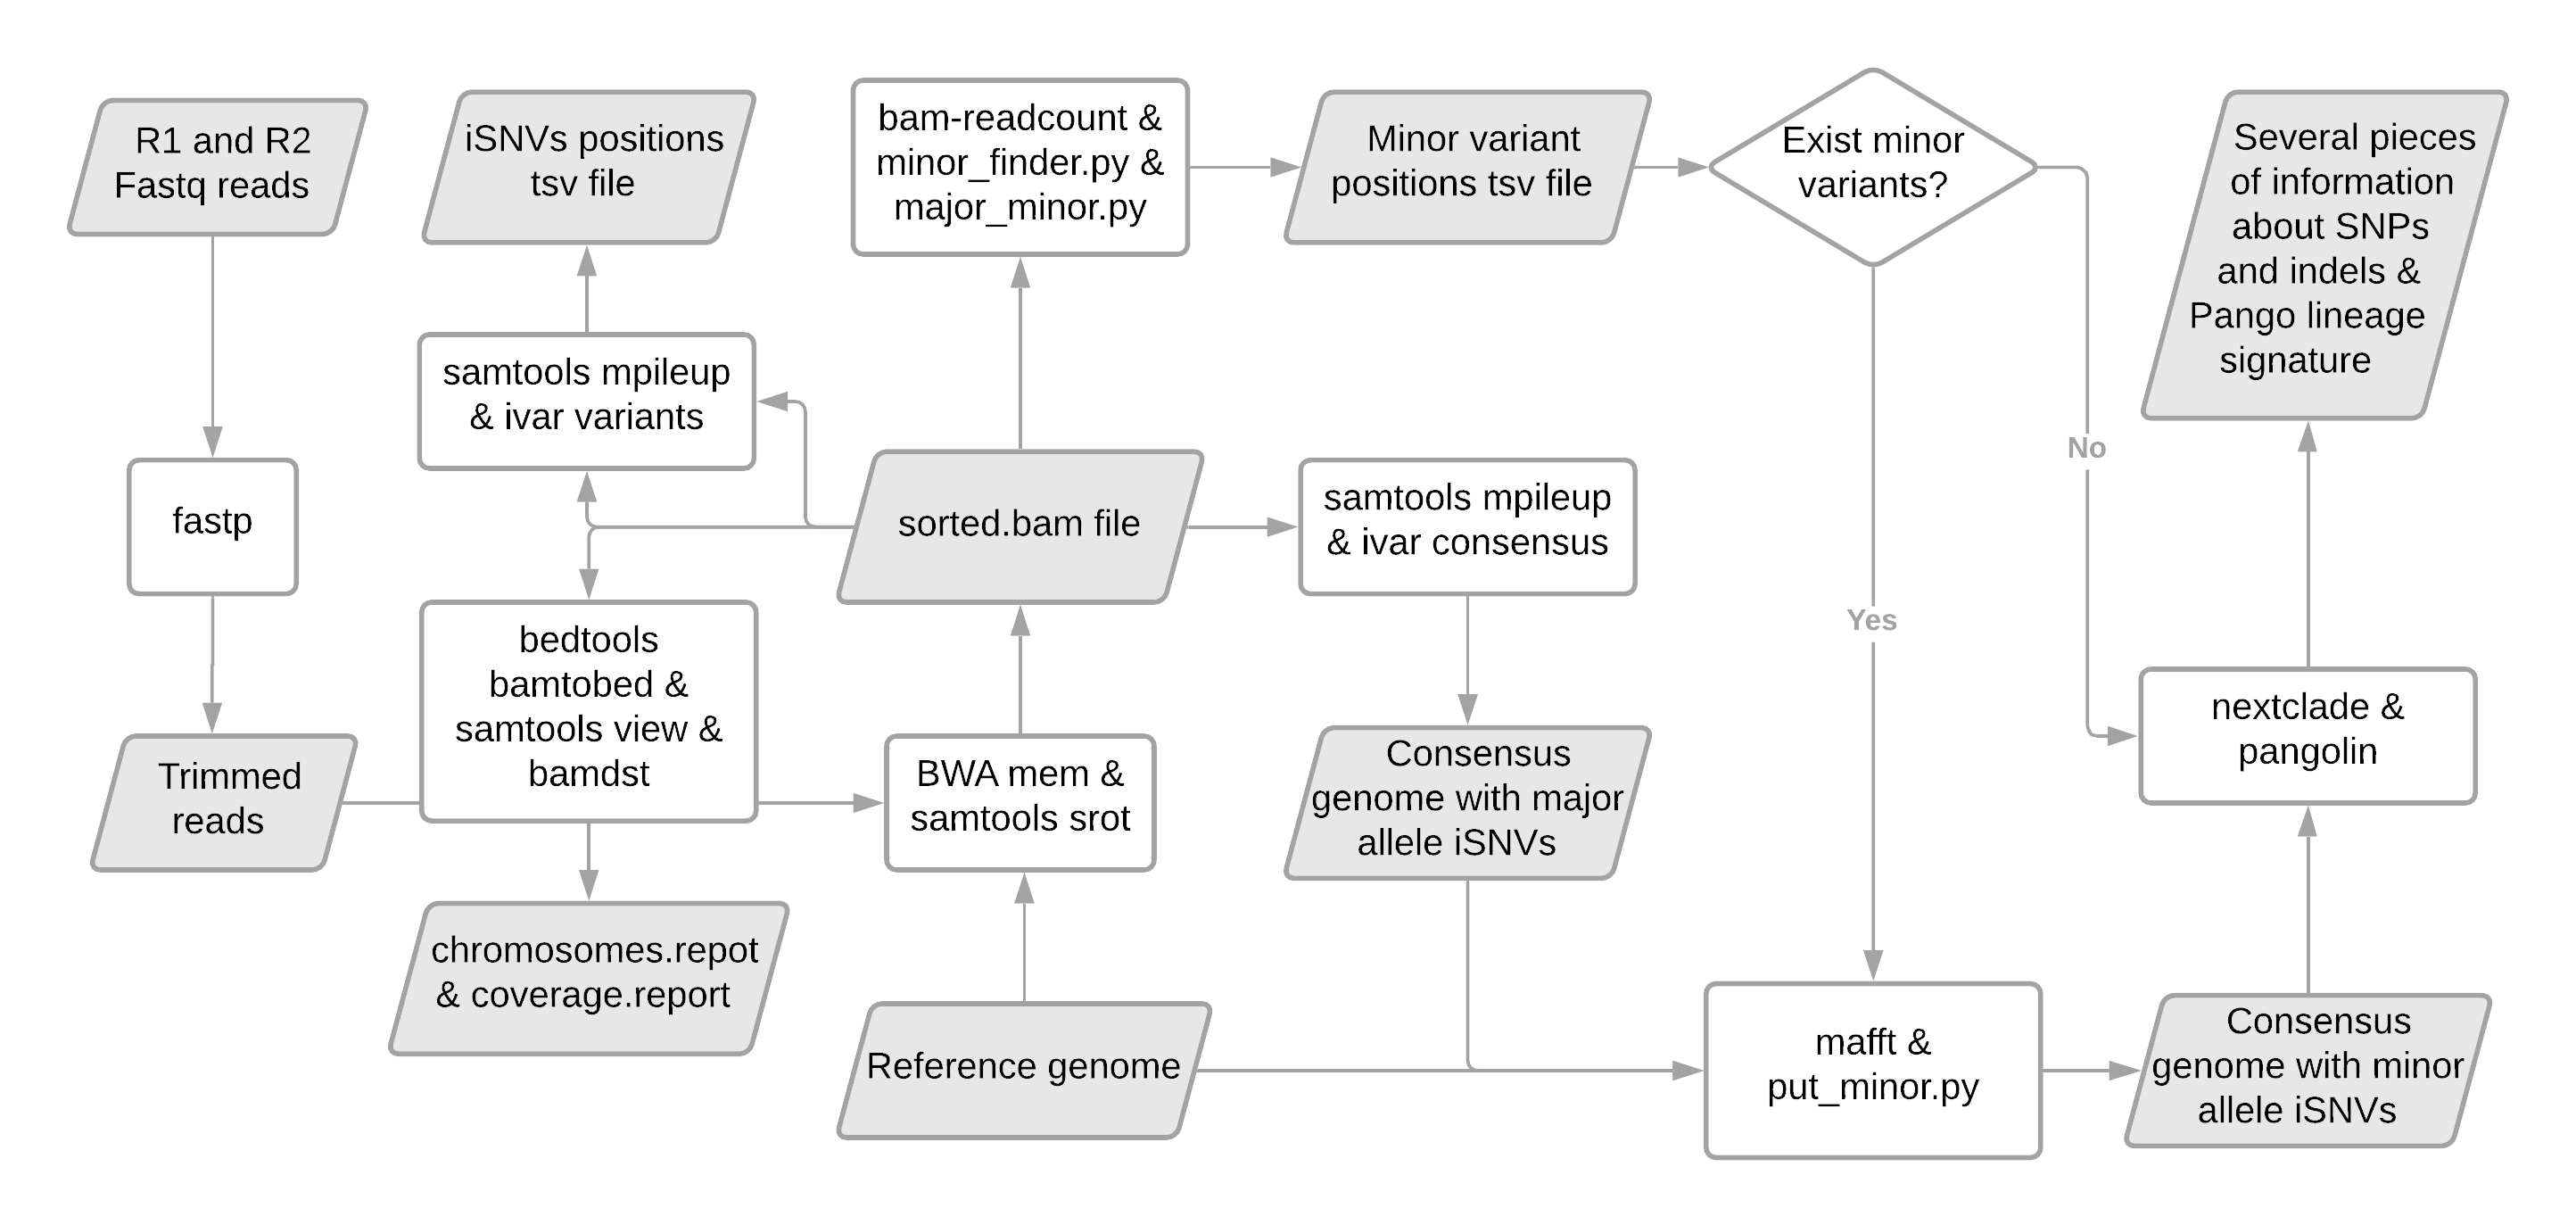 R1 and R2
Fastq reads
iSNVs positions
tsv file
bam-readcount &
minor_finder.py &
major_minor.py
Minor variant
positions tsv file
Exist minor
variants?
Several pieces
of information
about SNPs
and indels &
Pango lineage
signature
samtools mpileup
& ivar variants
fastp
sorted.bam file
samtools mpileup
& ivar consensus
No
Yes
bedtools
bamtobed &
samtools view &
bamdst
Trimmed
reads
BWA mem &
samtools srot
Consensus
genome with major
allele iSNVs
nextclade &
pangolin
chromosomes.repot
& coverage.report
Reference genome
mafft &
put_minor.py
Consensus
genome with minor
allele iSNVs